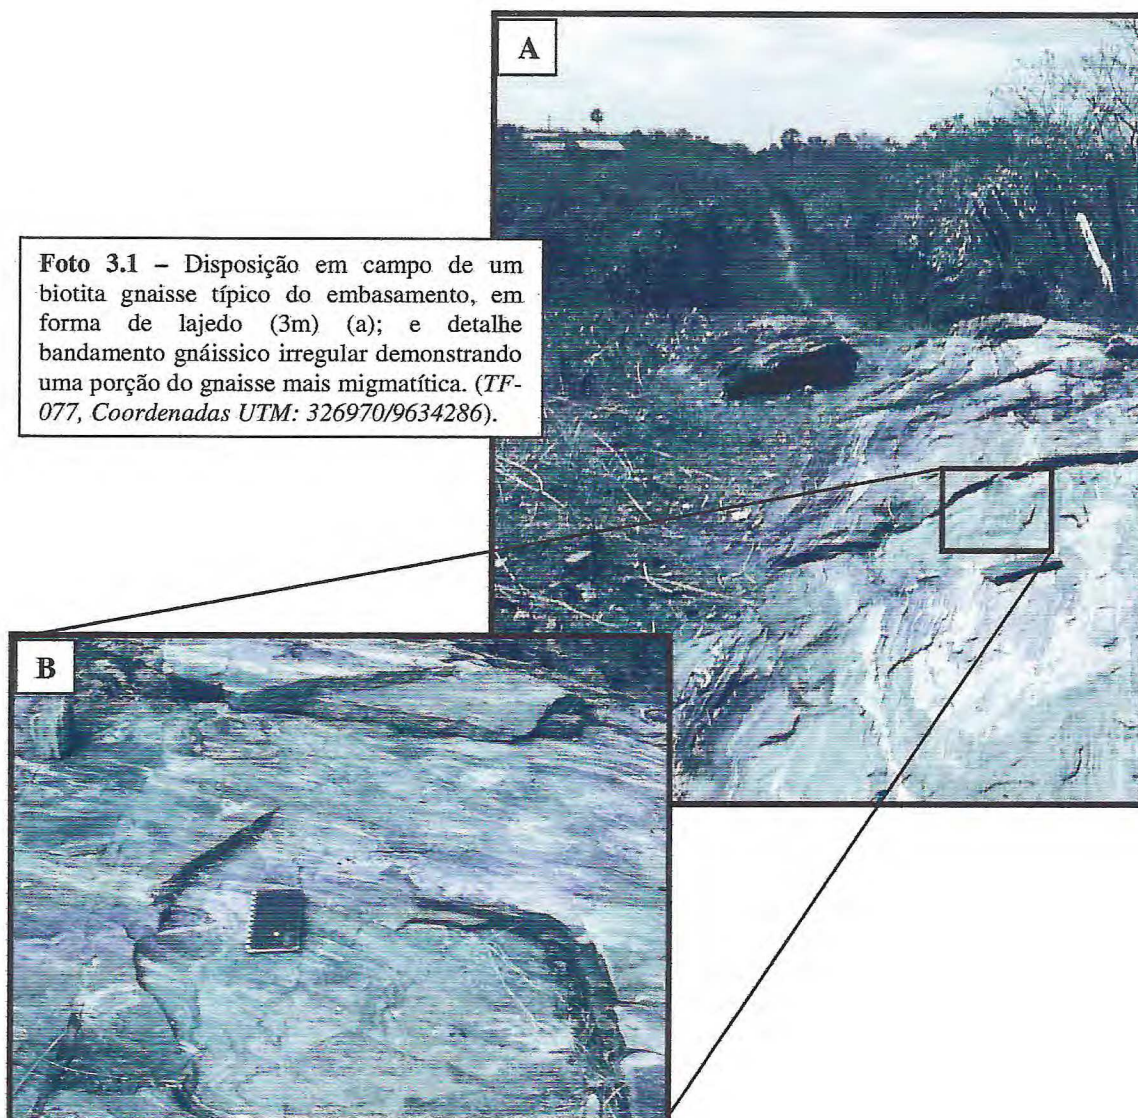 A
Foto 3.1 – Disposição em campo de um
biotita gnaisse típico do embasamento, em
forma de lajedo (3m) (a); e detalhe
bandamento gnáissico irregular demonstrando
uma porção do gnaisse mais migmatítica. (TF-
077, Coordenadas UTM: 326970/9634286).
B